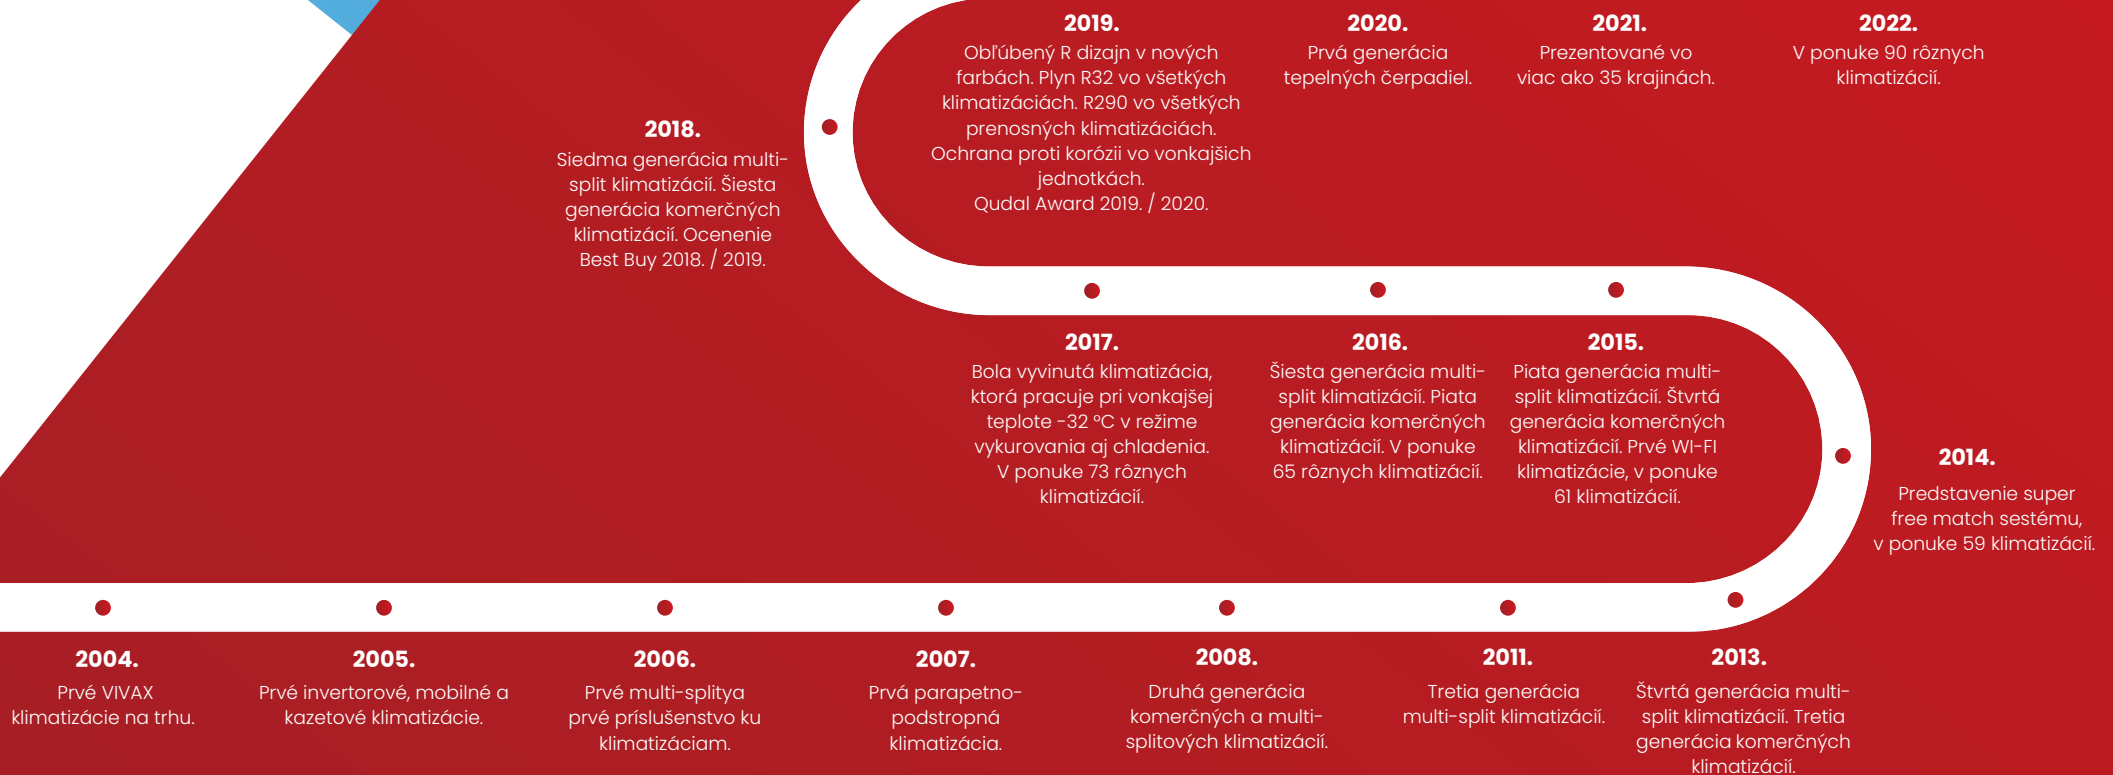 2019.
Obľúbený R dizajn v nových
farbách. Plyn R32 vo všetkých
klimatizáciách. R290 vo všetkých
prenosných klimatizáciách.
Ochrana proti korózii vo vonkajších
jednotkách.
Qudal Award 2019. / 2020.
2020.
Prvá generácia
tepelných čerpadiel.
2021.
Prezentované vo
viac ako 35 krajinách.
2022.
V ponuke 90 rôznych
klimatizácií.
2018.
Siedma generácia multi-
split klimatizácií. Šiesta
generácia komerčných
klimatizácií. Ocenenie
Best Buy 2018. / 2019.
2017.
Bola vyvinutá klimatizácia,
ktorá pracuje pri vonkajšej
teplote -32 °C v režime
vykurovania aj chladenia.
V ponuke 73 rôznych
klimatizácií.
2016.
Šiesta generácia multi-
split klimatizácií. Piata
generácia komerčných
klimatizácií. V ponuke
65 rôznych klimatizácií.
2015.
Piata generácia multi-
split klimatizácií. Štvrtá
generácia komerčných
klimatizácií. Prvé WI-FI
klimatizácie, v ponuke
61 klimatizácií.
2014.
Predstavenie super
free match sestému,
v ponuke 59 klimatizácií.
2004.
Prvé VIVAX
klimatizácie na trhu.
2005.
Prvé invertorové, mobilné a
kazetové klimatizácie.
2006.
Prvé multi-splitya
prvé príslušenstvo ku
klimatizáciam.
2007.
Prvá parapetno-
podstropná
klimatizácia.
2008.
Druhá generácia
komerčných a multi-
splitových klimatizácií.
2011.
Tretia generácia
multi-split klimatizácií.
2013.
Štvrtá generácia multi-
split klimatizácií. Tretia
generácia komerčných
klimatizácií.